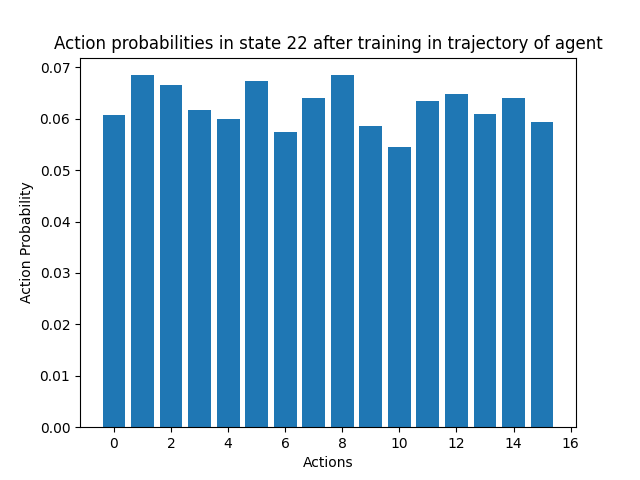 Action probabilities in state 22 after training in trajectory of agent
0.07
0.06
0.05
0.04
0.03
0.02
0.01
0.00
Action Probability
0 2 4 6 8 10 12 14 16
Actions